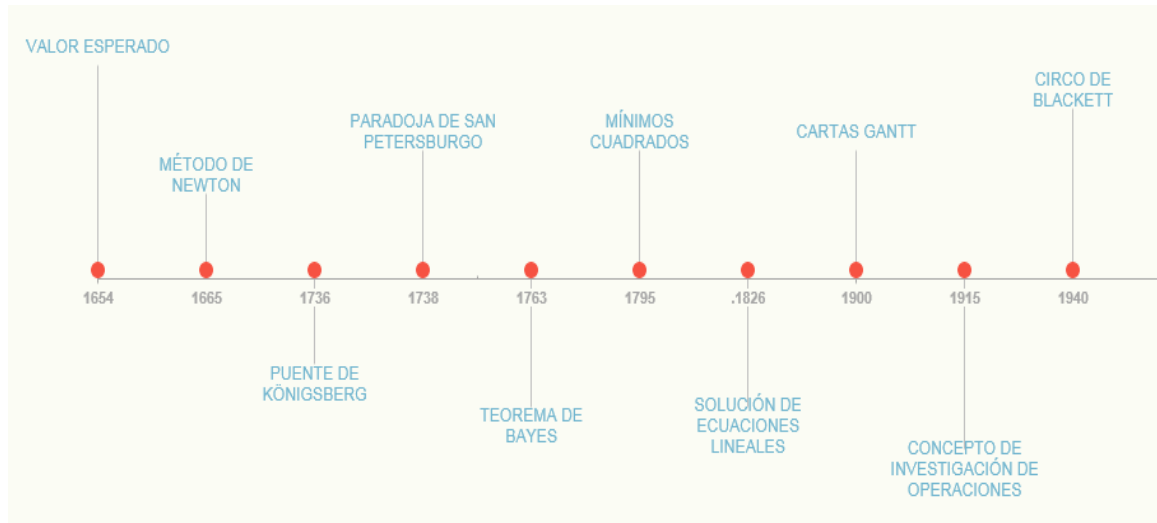 VALOR ESPERADO
CIRCO DE
BLACKETT
PARADOJA DE SAN
PETERSBURGO
MÍNIMOS
CUADRADOS
CARTAS GANTT
MÉTODO DE
NEWTON
1654
1665
1736
1738
1763
1795
.1826
1900
1915
1940
PUENTE DE
KÖNIGSBERG
TEOREMA DE
BAYES
SOLUCIÓN DE
ECUACIONES
LINEALES
CONCEPTO DE
INVESTIGACIÓN DE
OPERACIONES